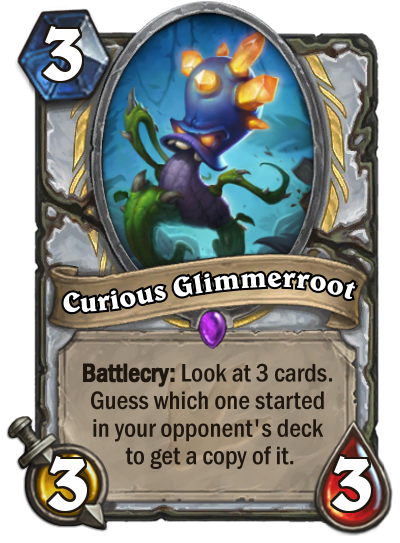 3
Curious Glimmerroot
Battlecry: Look at 3 cards.
Guess which one started
in your opponent's deck
to get a copy of it.
3
3